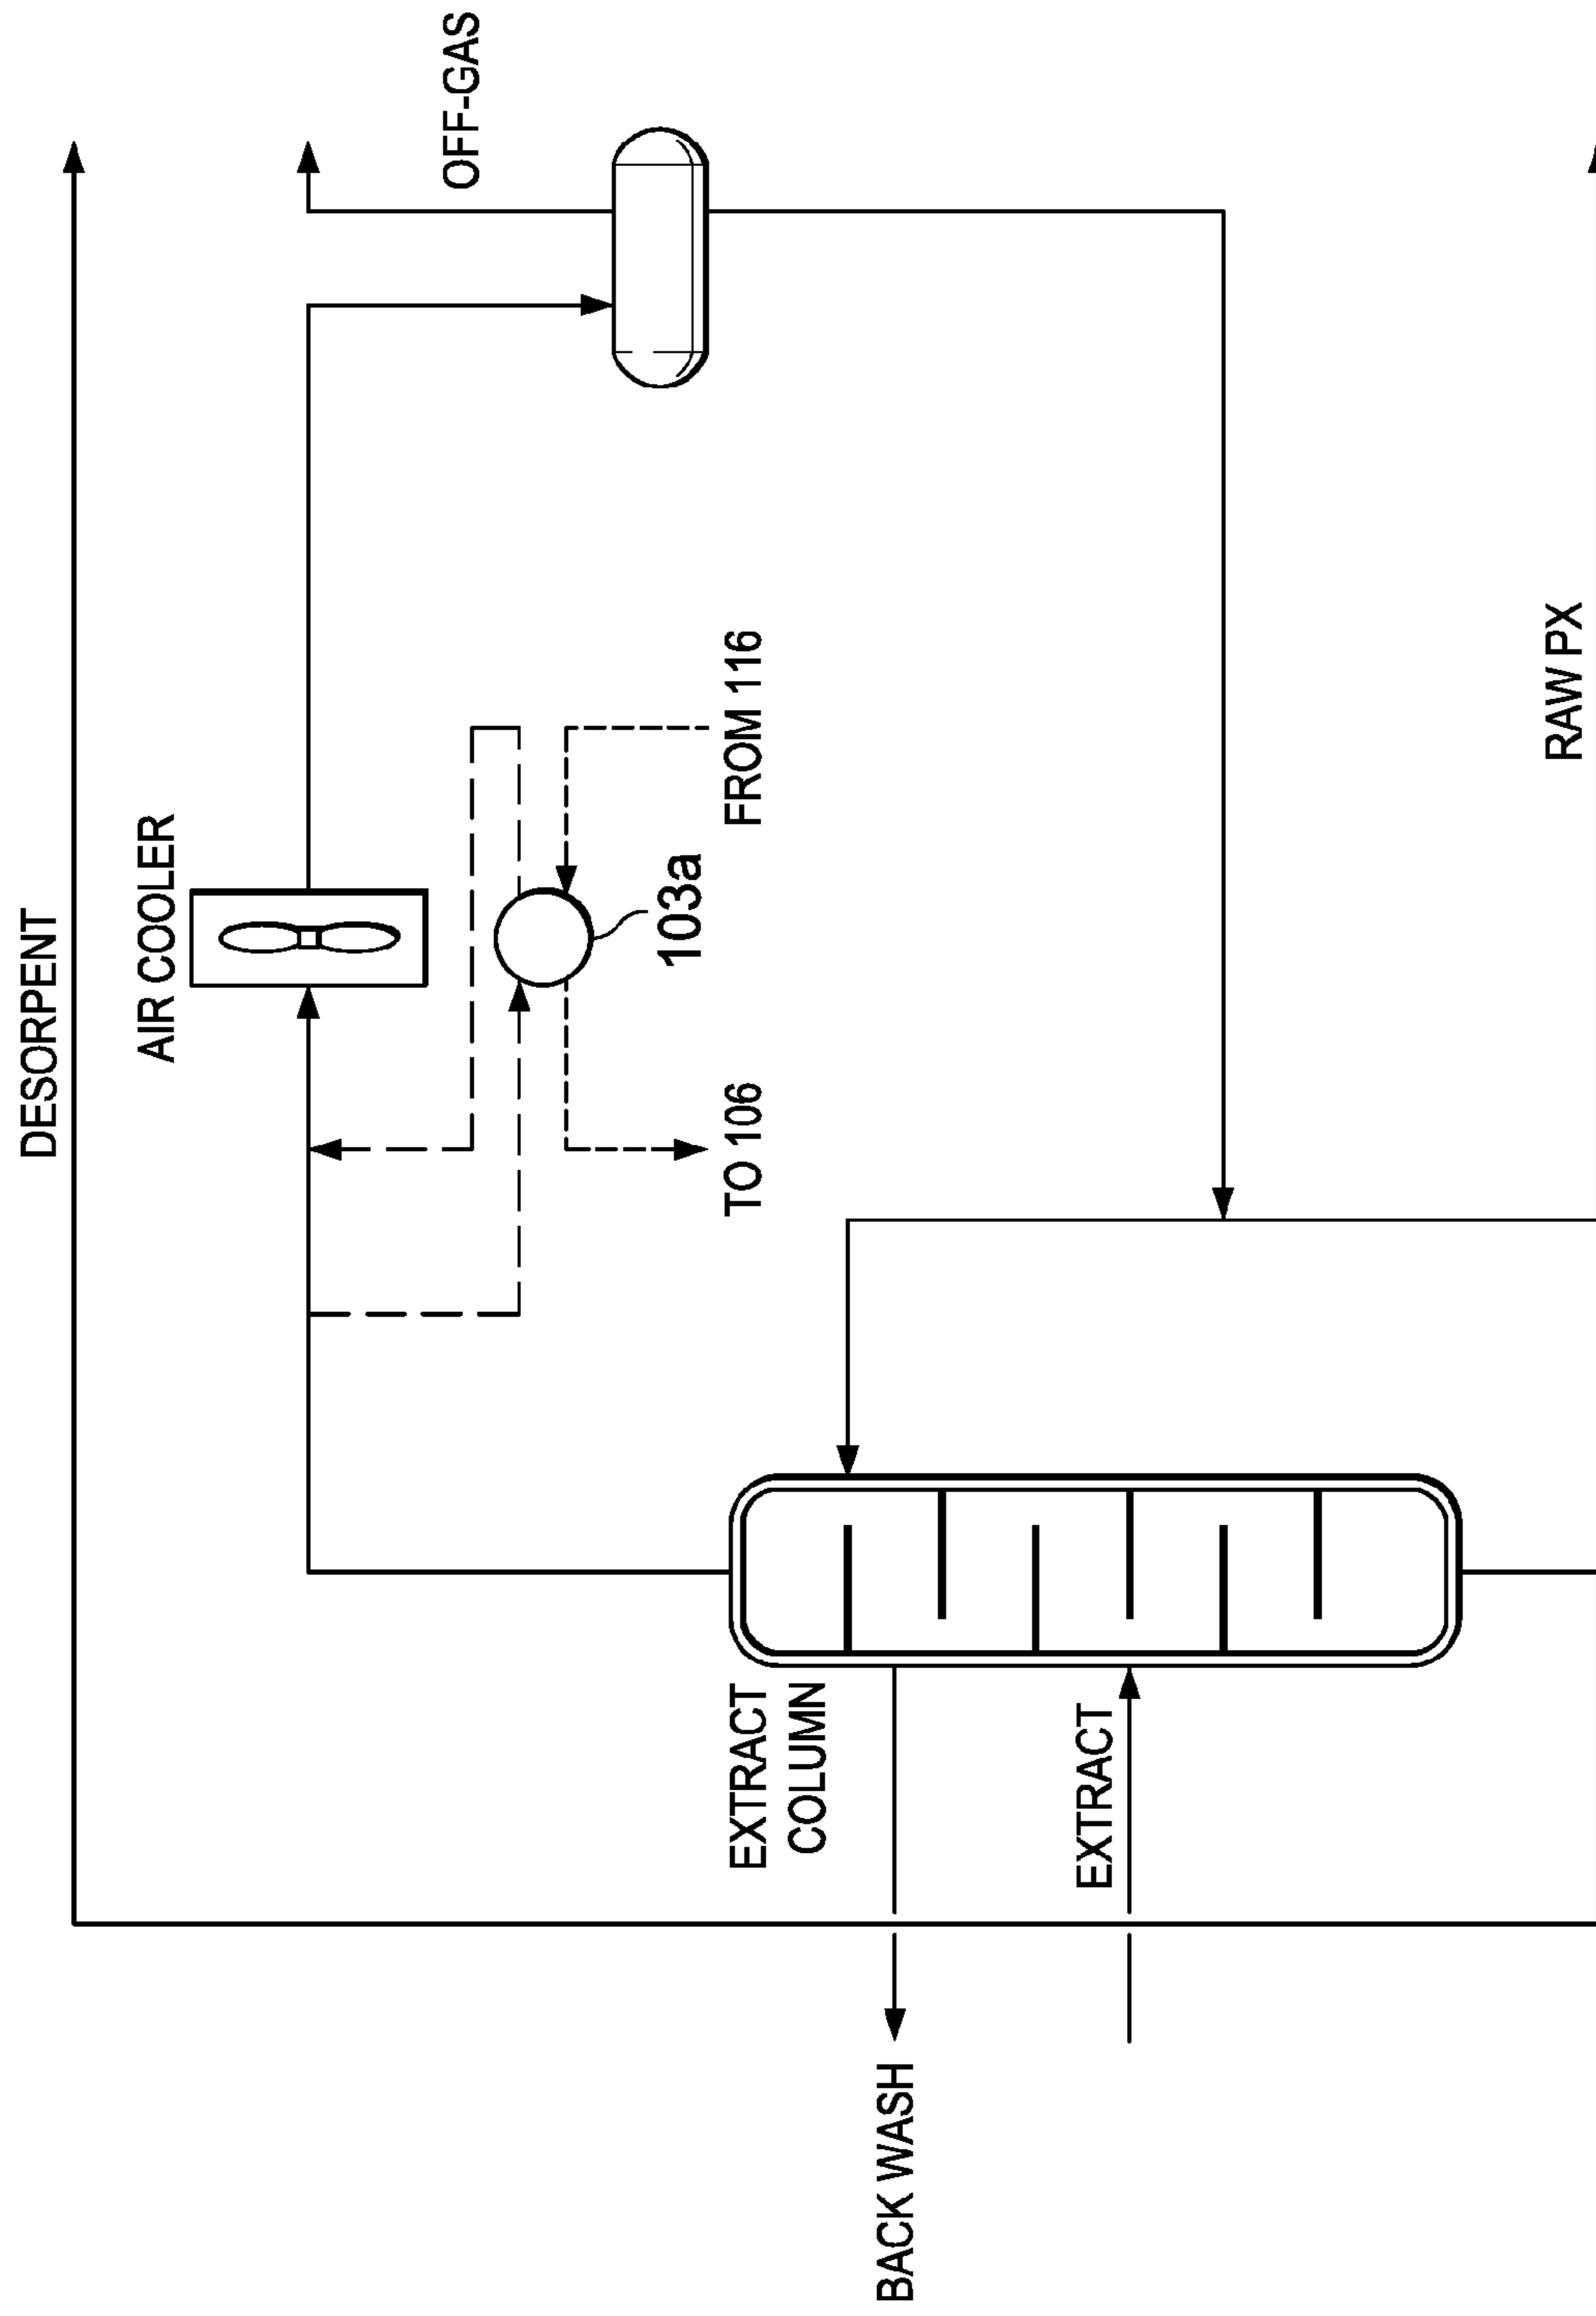 DESORPENT
AIR COOLER
OFF-GAS
103a
FROM 116
TO 106
EXTRACT
COLUMN
BACK WASH
EXTRACT
RAW PX